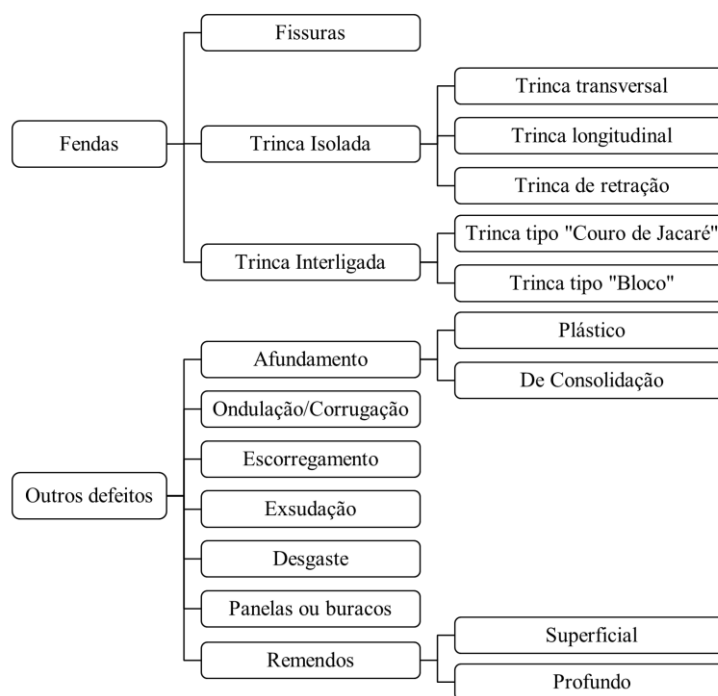 Fendas
Fissuras
Trinca Isolada
Trinca transversal
Trinca longitudinal
Trinca de retração
Trinca Interligada
Trinca tipo "Couro de Jacaré"
Trinca tipo "Bloco"
Outros defeitos
Afundamento
Plástico
De Consolidação
Ondulação/Corrugação
Escorregamento
Exsudação
Desgaste
Panelas ou buracos
Remendos
Superficial
Profundo